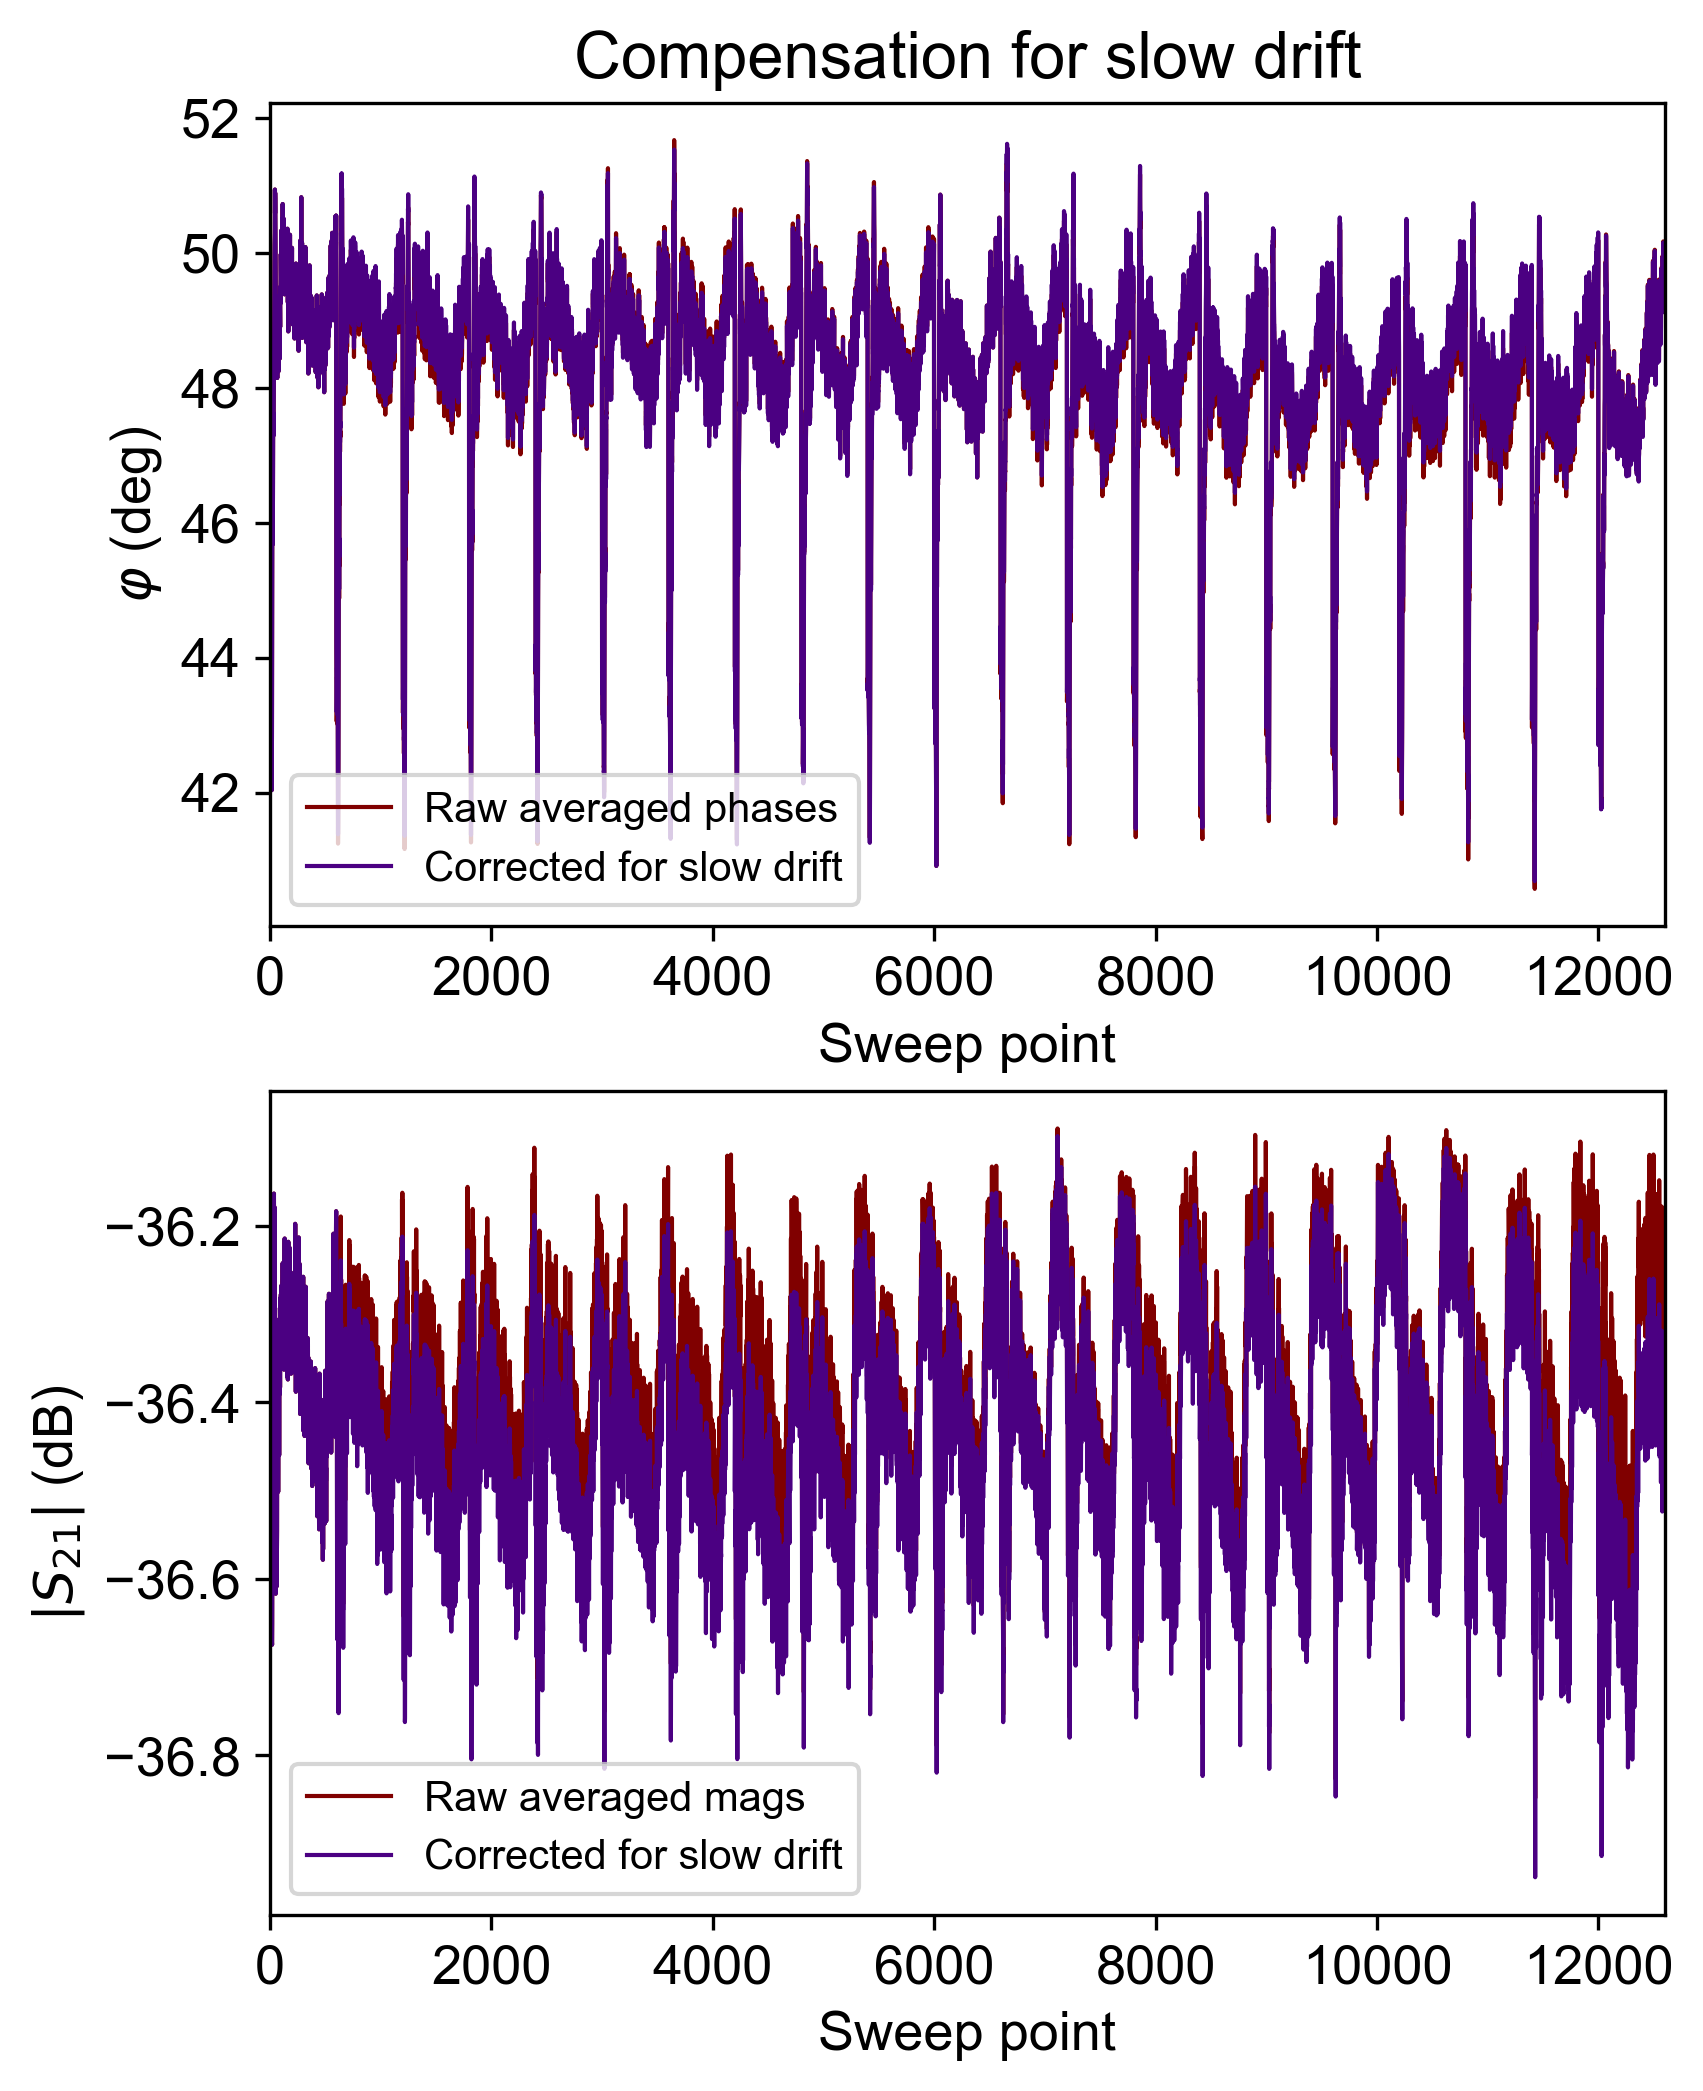 Compensation for slow drift
52
50
48
46
44
42
φ (deg)
Raw averaged phases
Corrected for slow drift
0 2000 4000 6000 8000 10000 12000
Sweep point
−36.2
−36.4
−36.6
−36.8
|S₂₁| (dB)
Raw averaged mags
Corrected for slow drift
0 2000 4000 6000 8000 10000 12000
Sweep point